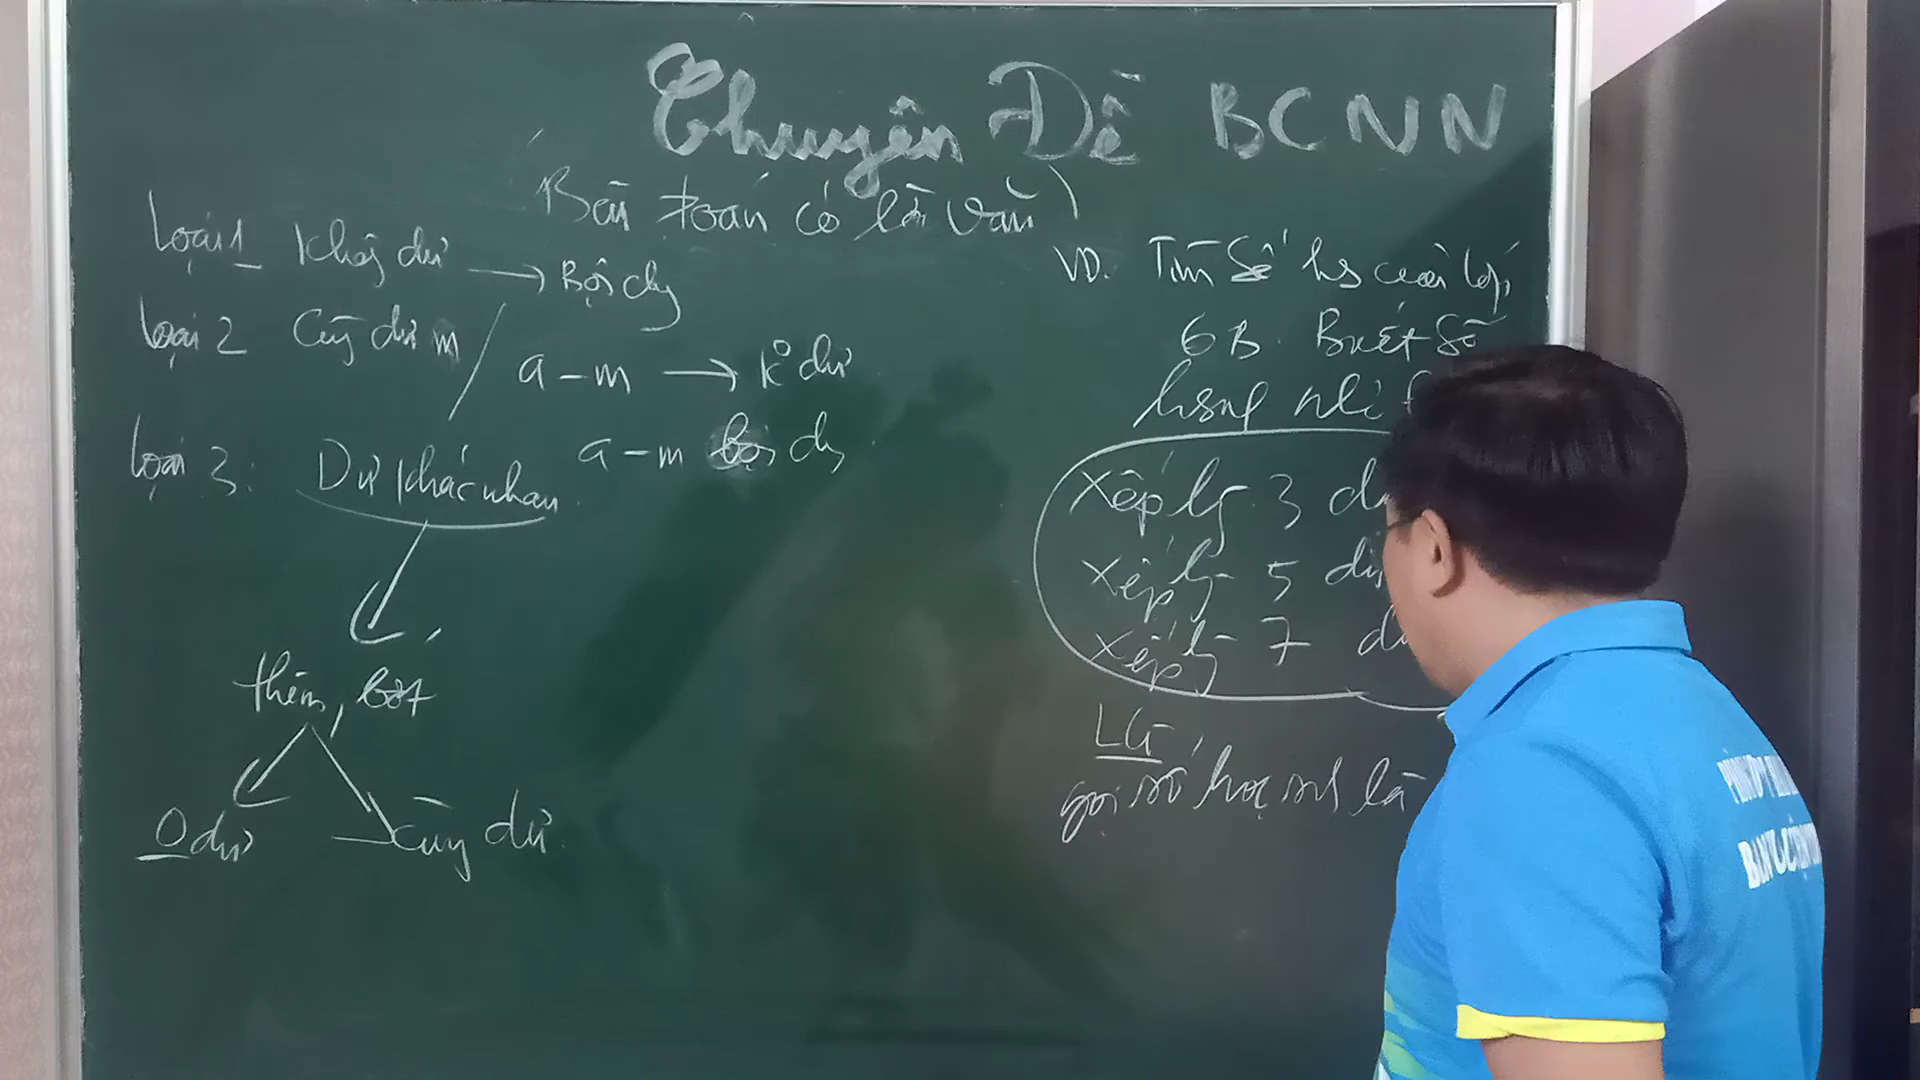 Chuyên Đề BCNN
(Bài toán có lời văn)
Loại 1 Không dư → Bội chg
Loại 2 Cùng dư m / a - m → K° dư
a - m bội chg
Loại 3: Dư khác nhau
thêm, bớt
0 dư
cùng dư
VD. Tìm số hs của lớp
6B. Biết số
hsing nhỏ
Xếp hg 3 dư
Xếp hg 5 dư
Xếp hg 7 dư
LG
gọi số học sinh là